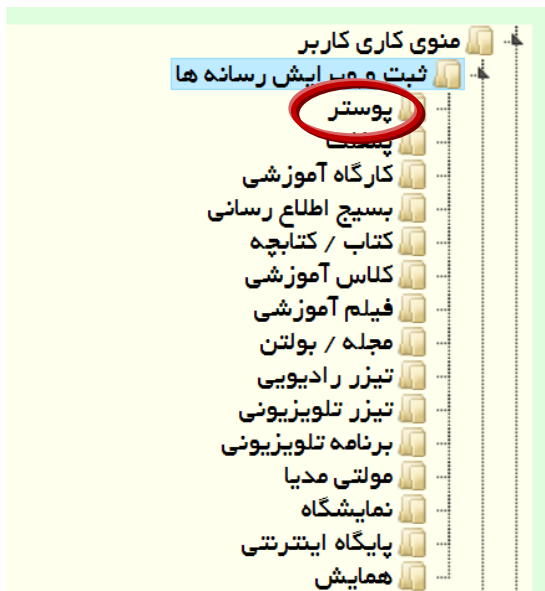 منوی کاری کاربر
ثبت و ویرایش رسانه ها
پوستر
پمفلت
کارگاه آموزشی
بسیج اطلاع رسانی
کتاب / کتابچه
کلاس آموزشی
فیلم آموزشی
مجله / بولتن
تیزر رادیویی
تیزر تلویزیونی
برنامه تلویزیونی
مولتی مدیا
نمایشگاه
پایگاه اینترنتی
همایش